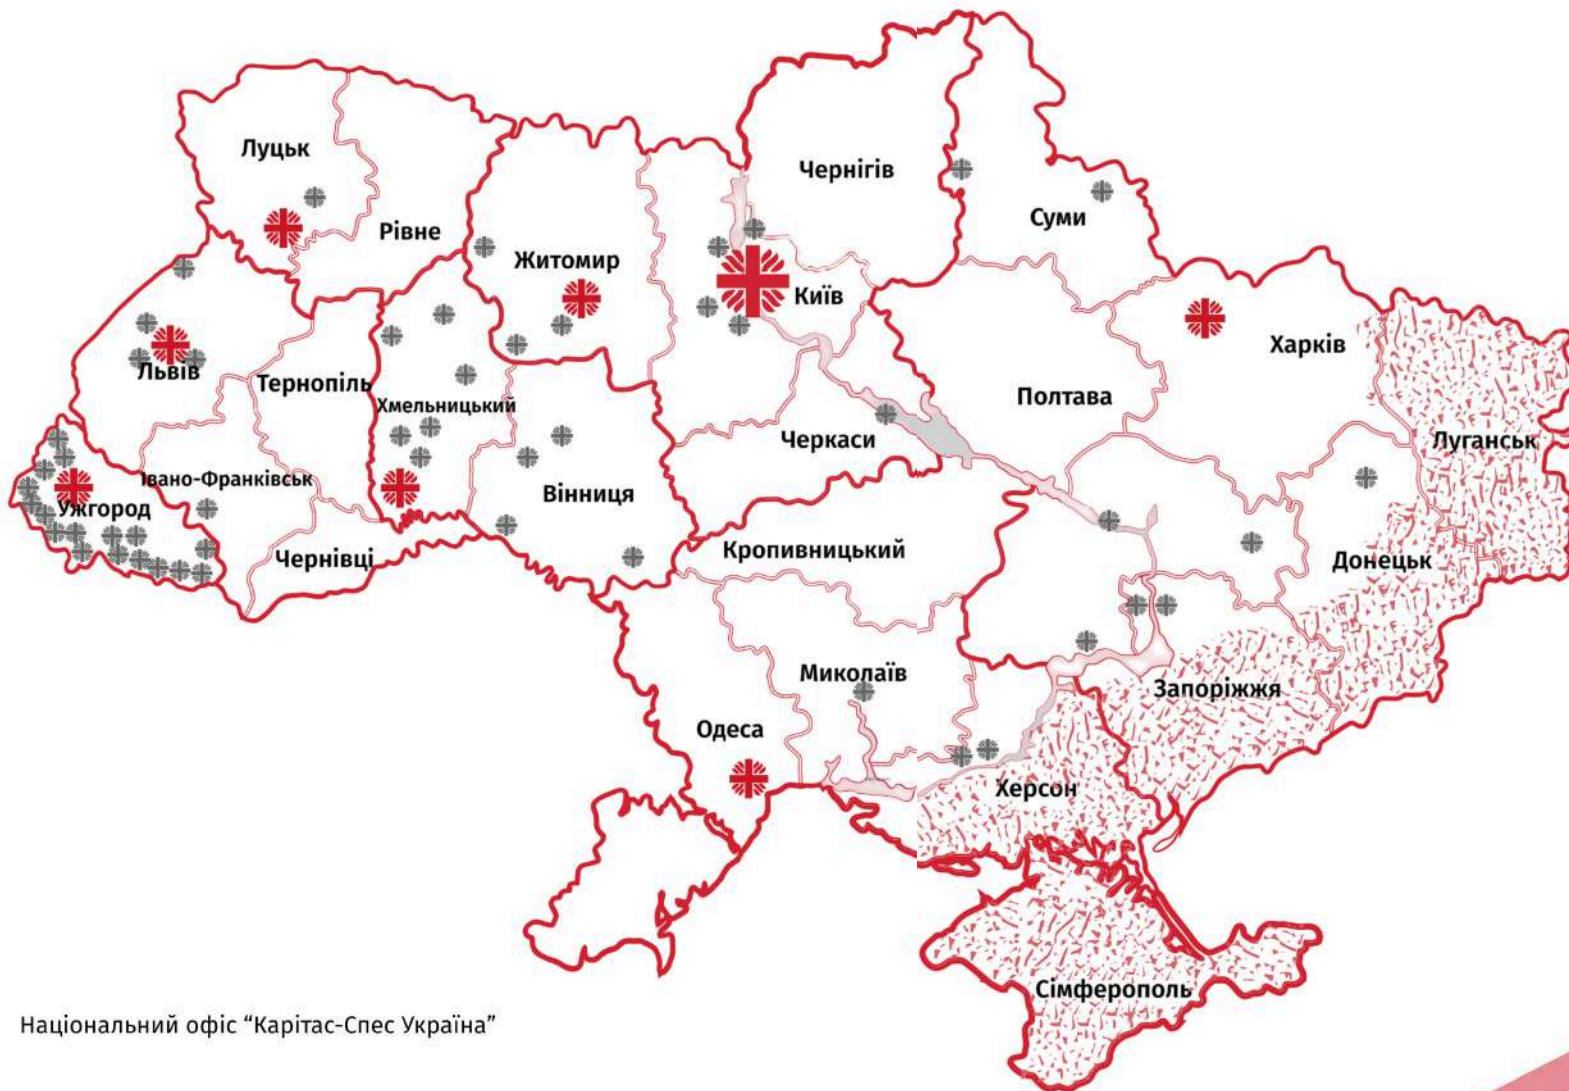 Луцьк
Рівне
Житомир
Чернігів
Суми
Київ
Харків
Львів
Тернопіль
Хмельницький
Полтава
Черкаси
Луганськ
Івано-Франківськ
Вінниця
Ужгород
Чернівці
Кропивницький
Донецьк
Миколаїв
Запоріжжя
Одеса
Херсон
Сімферополь
Національний офіс “Карітас-Спес Україна”